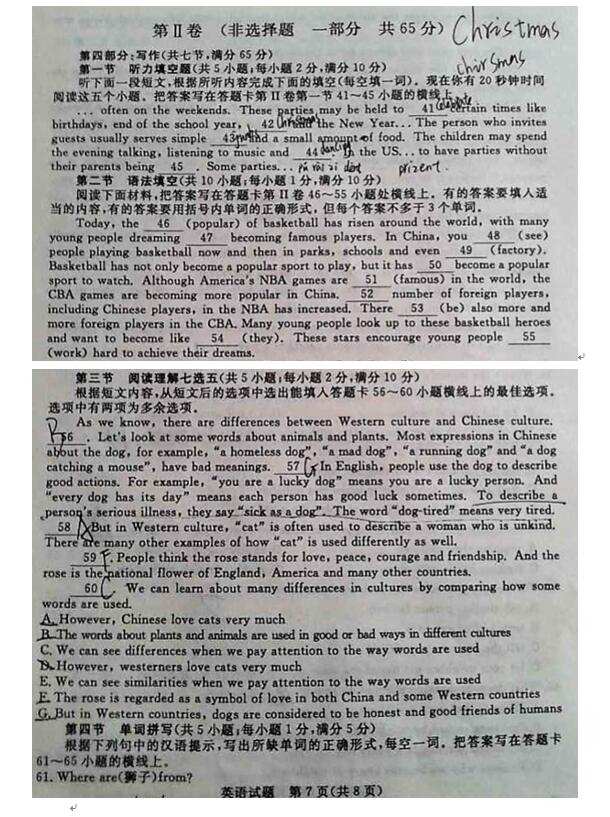 第Ⅱ卷 (非选择题 一部分 共65分) Christmas
第四部分:写作(共七节,满分65分)
第一节 听力填空题(共5小题;每小题2分,满分10分)
听下面一段短文,根据所听内容完成下面的填空(每空填一词)。现在你有20秒钟时间
阅读这五个小题。把答案写在答题卡第Ⅱ卷第一节41~45小题的横线上。
... often on the weekends. These parties may be held to 41 certain times like
birthdays, end of the school year, 42 and the New Year... The person who invites
guests usually serves simple 43 and a small amount of food. The children may spend
the evening talking, listening to music and 44 . In the US... to have parties without
their parents being 45 . Some parties...
第二节 语法填空(共10小题;每小题1分,满分10分)
阅读下面材料,把答案写在答题卡第Ⅱ卷46~55小题处横线上。有的答案要填入适
当的内容,有的答案要用括号内单词的正确形式,但每个答案不多于3个单词。
Today, the 46 (popular) of basketball has risen around the world, with many
young people dreaming 47 becoming famous players. In China, you 48 (see)
people playing basketball now and then in parks, schools and even 49 (factory).
Basketball has not only become a popular sport to play, but it has 50 become a popular
sport to watch. Although America's NBA games are 51 (famous) in the world, the
CBA games are becoming more popular in China. 52 number of foreign players,
including Chinese players, in the NBA has increased. There 53 (be) also more and
more foreign players in the CBA. Many young people look up to these basketball heroes
and want to become like 54 (they). These stars encourage young people 55
(work) hard to achieve their dreams.
第三节 阅读理解七选五(共5小题;每小题2分,满分10分)
根据短文内容,从短文后的选项中选出能填入答题卡56~60小题横线上的最佳选项。
选项中有两项为多余选项。
As we know, there are differences between Western culture and Chinese culture.
B 56 . Let's look at some words about animals and plants. Most expressions in Chinese
about the dog, for example, "a homeless dog", "a mad dog", "a running dog" and "a dog
catching a mouse", have bad meanings. 57 G In English, people use the dog to describe
good actions. For example, "you are a lucky dog" means you are a lucky person. And
"every dog has its day" means each person has good luck sometimes. To describe a
person's serious illness, they say "sick as a dog". The word "dog-tired" means very tired.
58 A But in Western culture, "cat" is often used to describe a woman who is unkind.
There are many other examples of how "cat" is used differently as well.
59 F . People think the rose stands for love, peace, courage and friendship. And the
rose is the national flower of England, America and many other countries.
60 C We can learn about many differences in cultures by comparing how some
words are used.
A. However, Chinese love cats very much
B. The words about plants and animals are used in good or bad ways in different cultures
C. We can see differences when we pay attention to the way words are used
D. However, westerners love cats very much
E. We can see similarities when we pay attention to the way words are used
F. The rose is regarded as a symbol of love in both China and some Western countries
G. But in Western countries, dogs are considered to be honest and good friends of humans
第四节 单词拼写(共5小题;每小题1分,满分5分)
根据下列句中的汉语提示,写出所缺单词的正确形式,每空一词。把答案写在答题卡
61~65小题的横线上。
61. Where are(狮子)from?
英语试题 第7页(共8页)